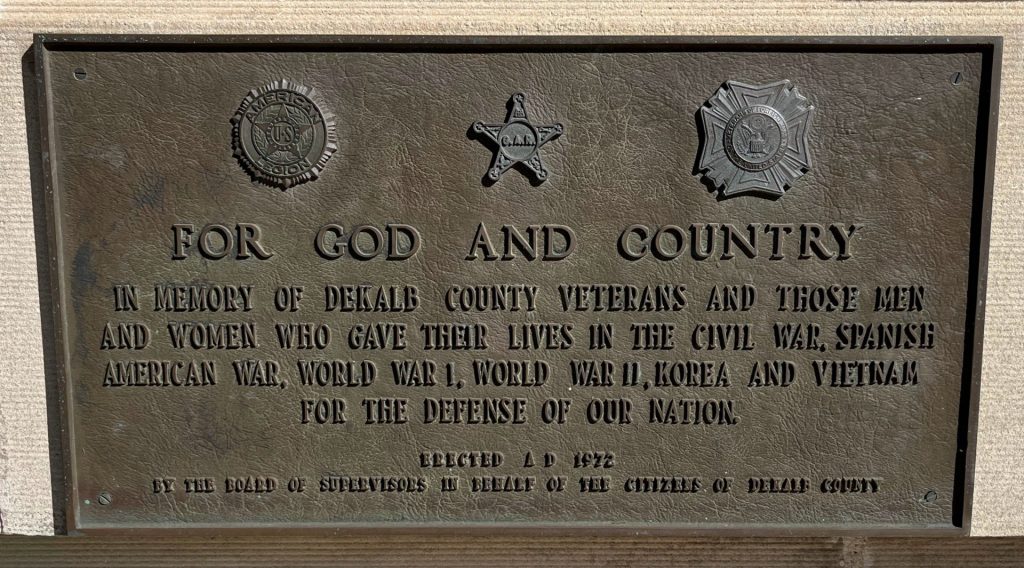 AMERICAN
U.S
LEGION
G.A.R.
FOR GOD AND COUNTRY
IN MEMORY OF DEKALB COUNTY VETERANS AND THOSE MEN
AND WOMEN WHO GAVE THEIR LIVES IN THE CIVIL WAR, SPANISH
AMERICAN WAR, WORLD WAR I, WORLD WAR II, KOREA AND VIETNAM
FOR THE DEFENSE OF OUR NATION.
ERECTED A D 1972
BY THE BOARD OF SUPERVISORS IN BEHALF OF THE CITIZENS OF DEKALB COUNTY